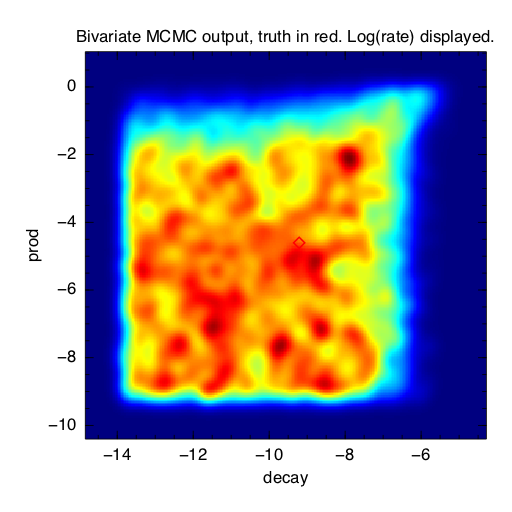 Bivariate MCMC output, truth in red. Log(rate) displayed.
0
−2
−4
−6
−8
−10
prod
−14 −12 −10 −8 −6
decay